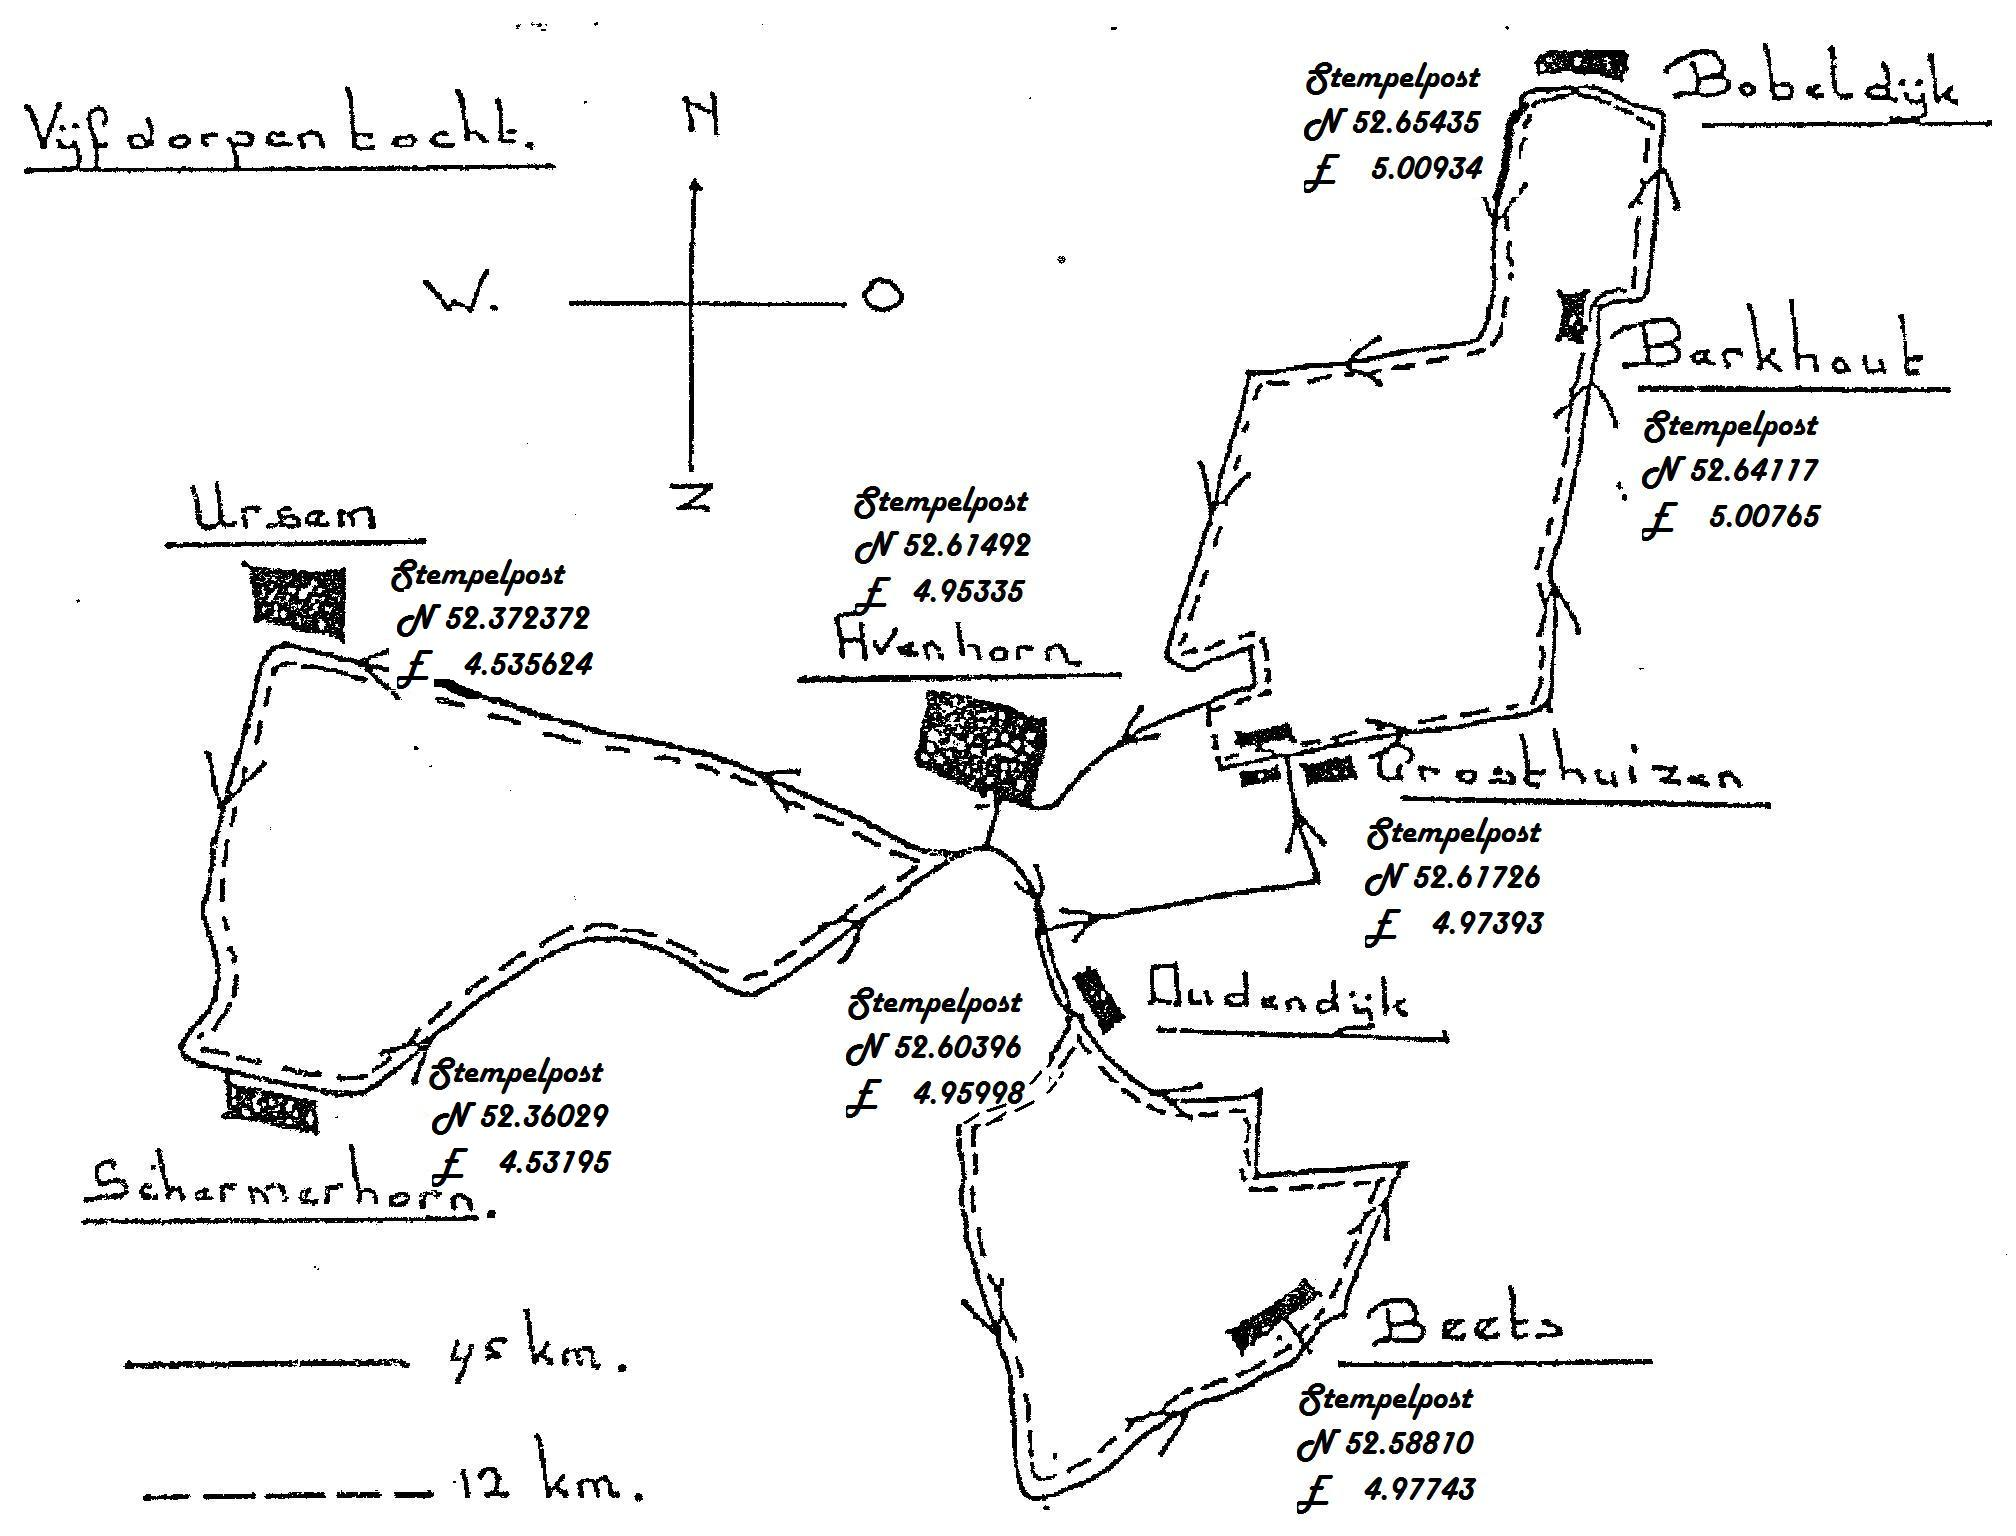 Vijfdorpentocht.
N
W.
O
Z
Stempelpost
N 52.65435
E 5.00934
Bobeldijk
Berkhout
Stempelpost
N 52.64117
E 5.00765
Ursem
Stempelpost
N 52.372372
E 4.535624
Stempelpost
N 52.61492
E 4.95335
Avenhorn
Grosthuizen
Stempelpost
N 52.61726
E 4.97393
Oudendijk
Stempelpost
N 52.60396
E 4.95998
Stempelpost
N 52.36029
E 4.53195
Schermerhorn.
Beets
Stempelpost
N 52.58810
E 4.97743
45 km.
12 km.